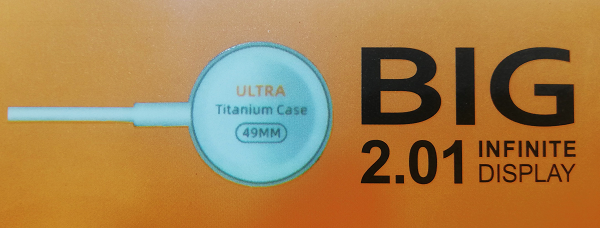 ULTRA
Titanium Case
49MM
BIG
2.01 INFINITE
DISPLAY